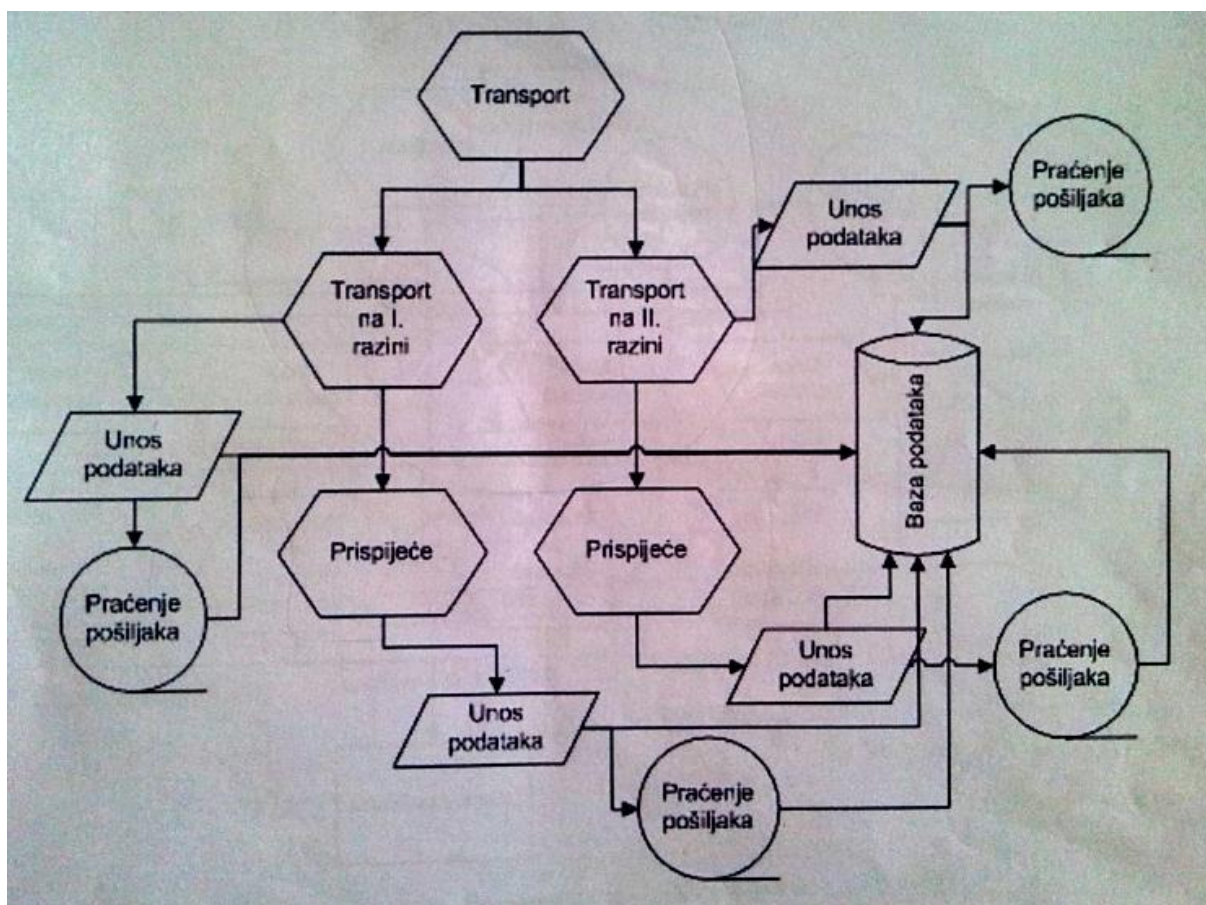 Transport
Praćenje
pošiljaka
Unos
podataka
Transport
na I.
razini
Transport
na II.
razini
Baza podataka
Unos
podataka
Prispijeće
Prispijeće
Praćenje
pošiljaka
Unos
podataka
Praćenje
pošiljaka
Unos
podataka
Praćenje
pošiljaka